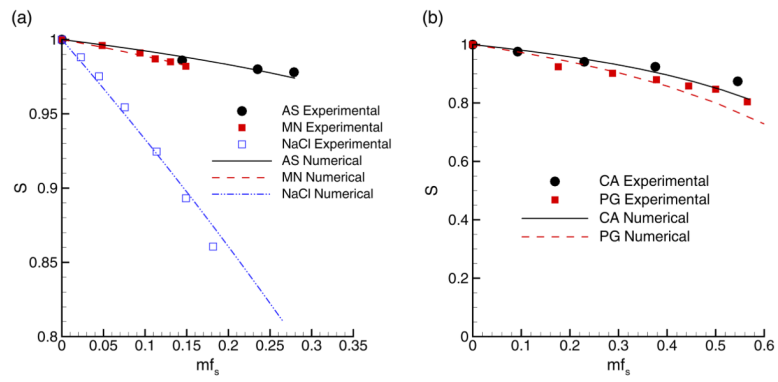 (a)
1
0.95
0.9
0.85
0.8
S
AS Experimental
MN Experimental
NaCl Experimental
AS Numerical
MN Numerical
NaCl Numerical
0 0.05 0.1 0.15 0.2 0.25 0.3 0.35
mfₛ
(b)
1
0.8
0.6
0.4
0.2
0
S
CA Experimental
PG Experimental
CA Numerical
PG Numerical
0 0.1 0.2 0.3 0.4 0.5 0.6
mfₛ